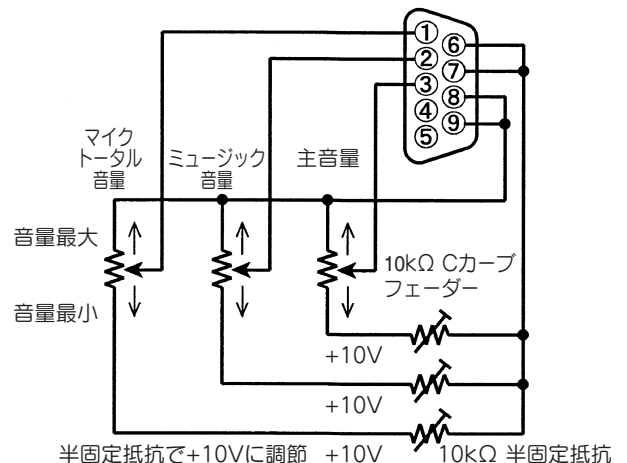 ①
②
③
④
⑤
⑥
⑦
⑧
⑨
マイク
トータル
音量
ミュージック
音量
主音量
音量最大
音量最小
10kΩ Cカーブ
フェーダー
+10V
+10V
半固定抵抗で+10Vに調節
+10V
10kΩ 半固定抵抗